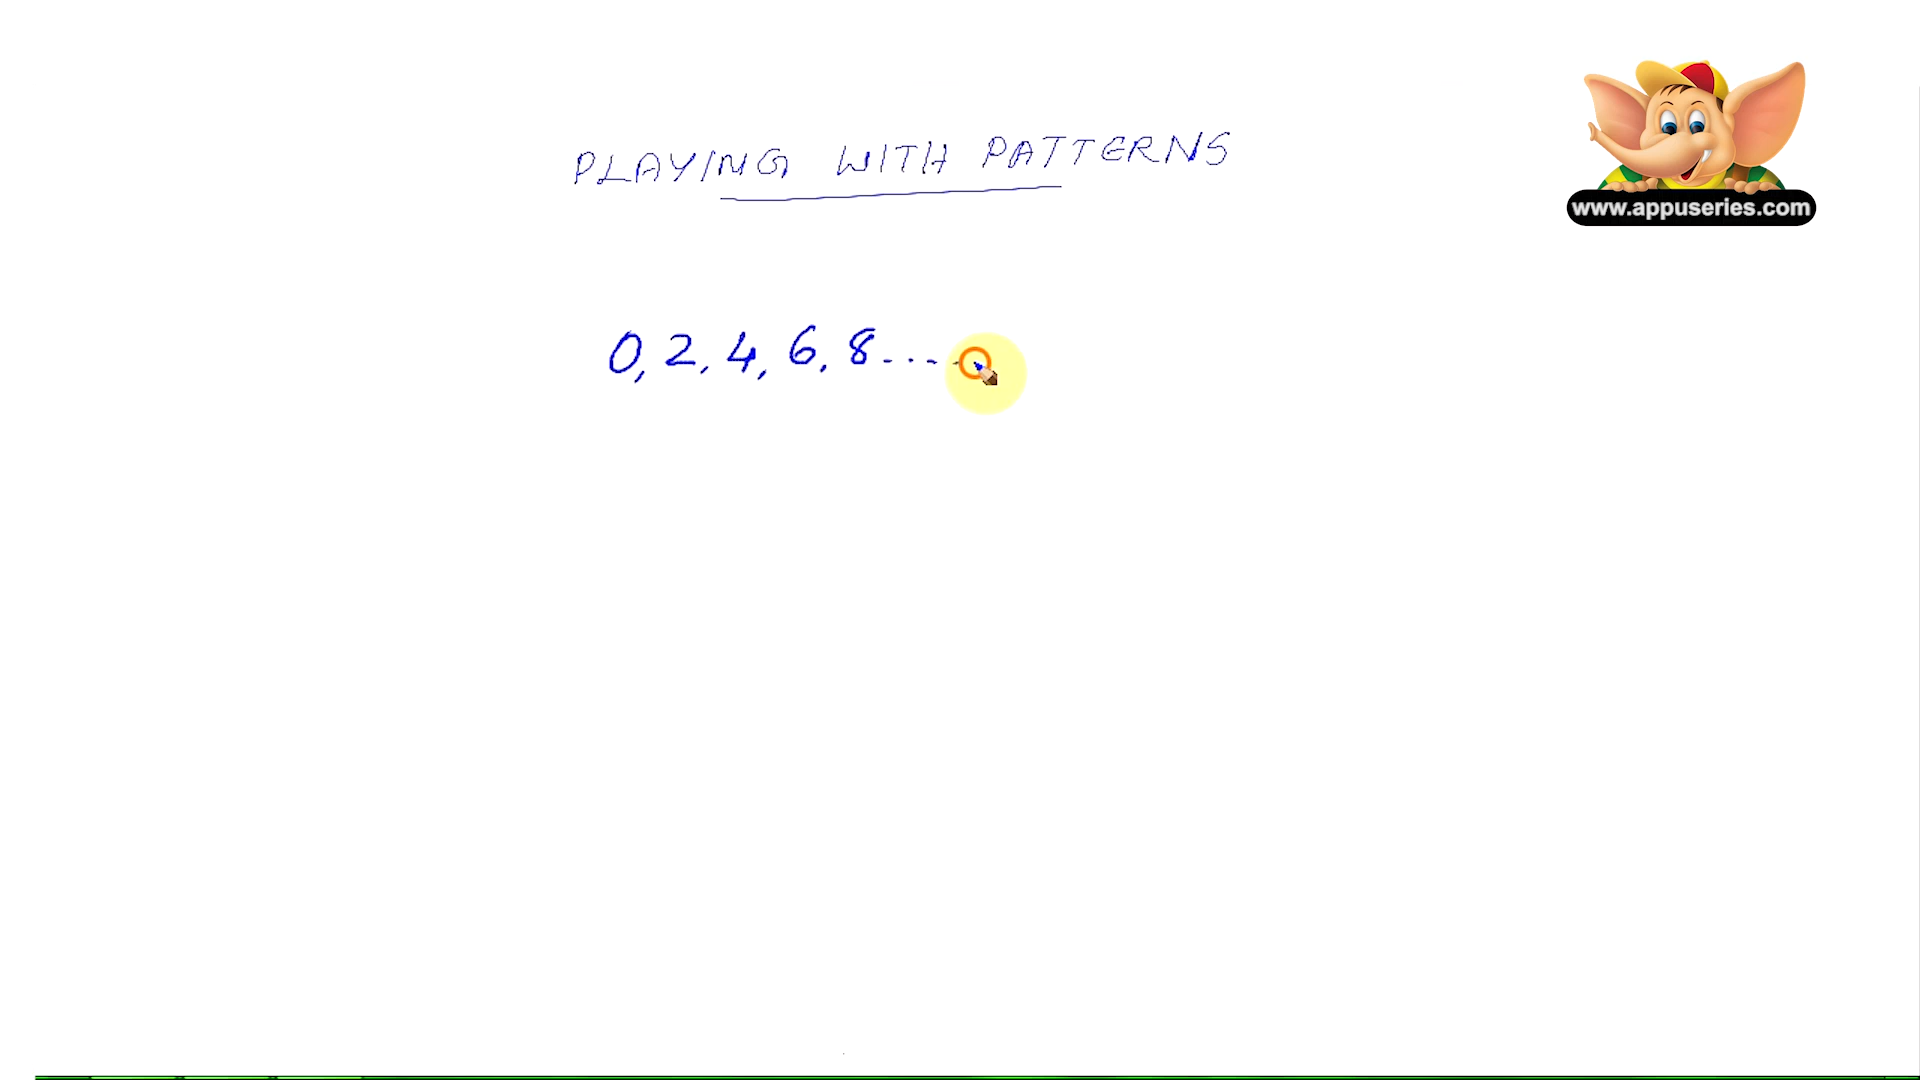 PLAYING WITH PATTERNS
www.appuseries.com
0, 2, 4, 6, 8.....